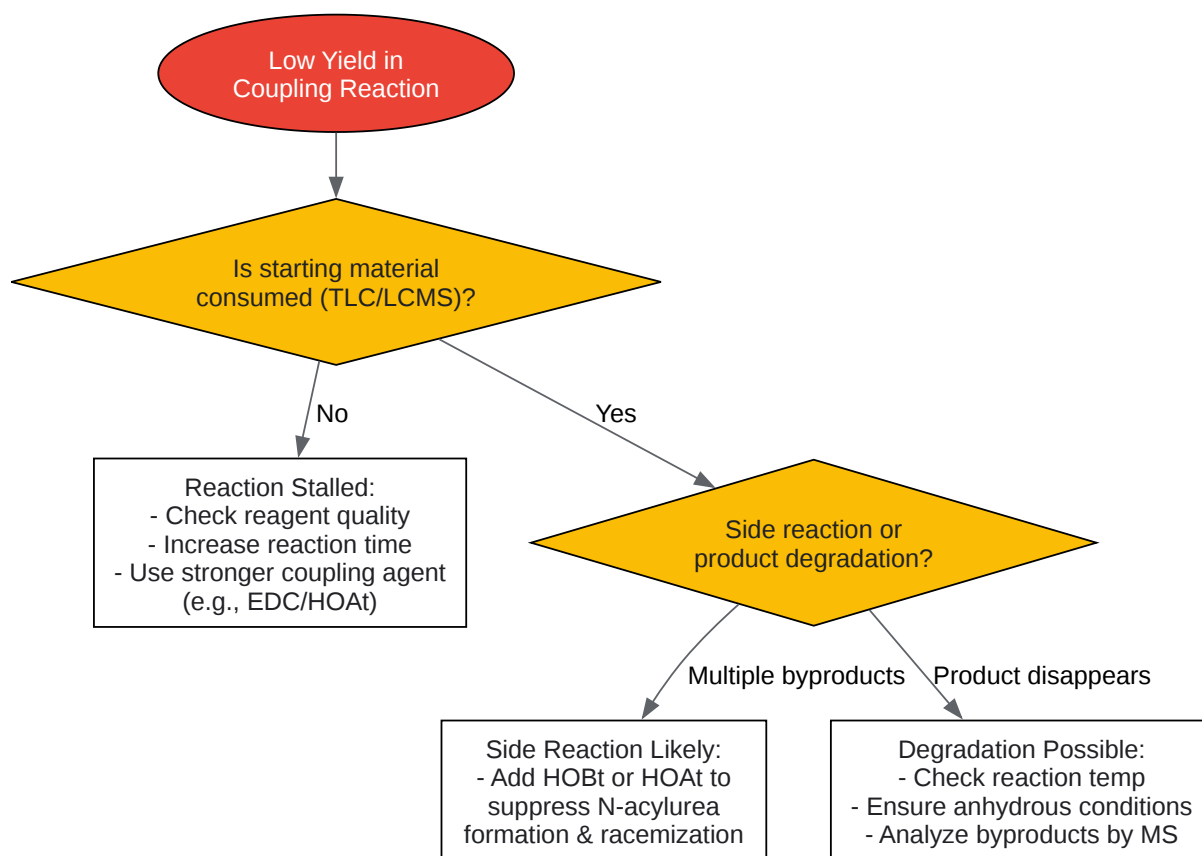 Low Yield in
Coupling Reaction
Is starting material
consumed (TLC/LCMS)?
No
Yes
Reaction Stalled:
- Check reagent quality
- Increase reaction time
- Use stronger coupling agent
(e.g., EDC/HOAt)
Side reaction or
product degradation?
Multiple byproducts
Product disappears
Side Reaction Likely:
- Add HOBt or HOAt to
suppress N-acylurea
formation & racemization
Degradation Possible:
- Check reaction temp
- Ensure anhydrous conditions
- Analyze byproducts by MS